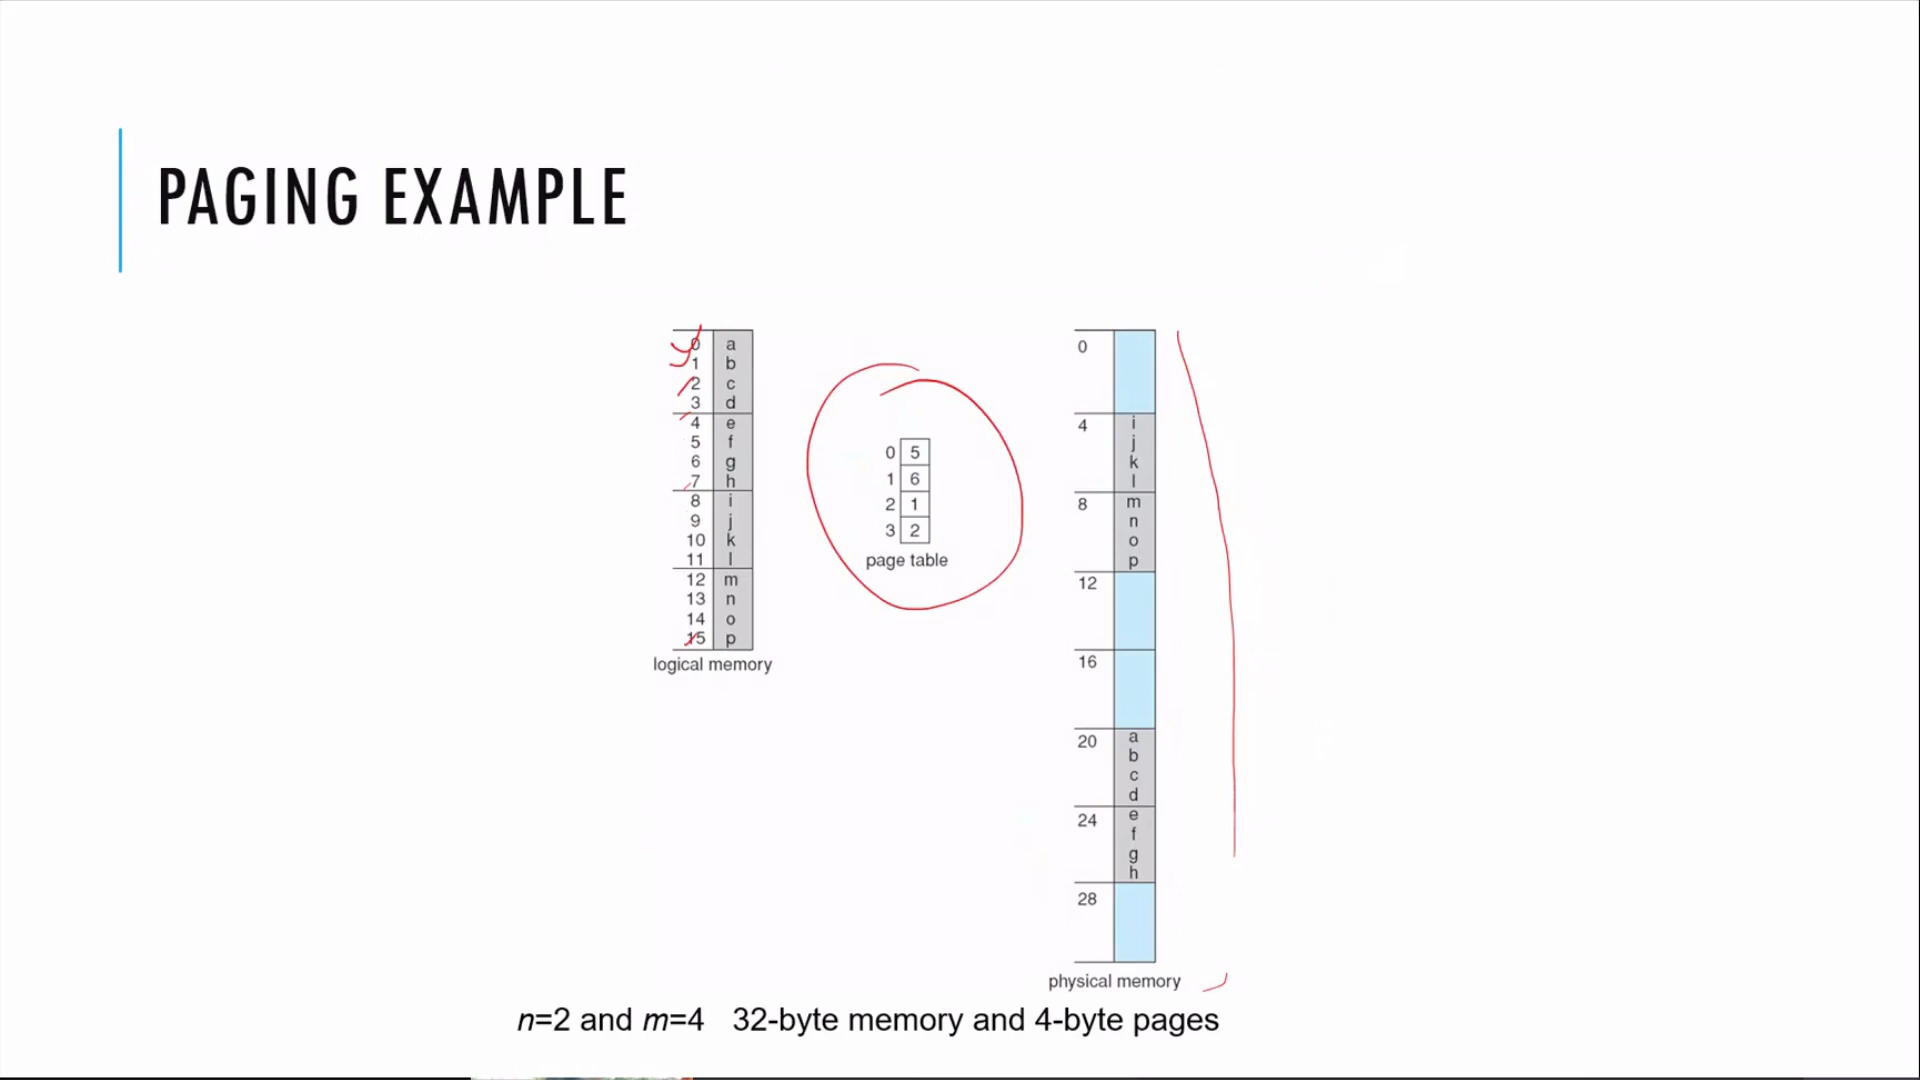 PAGING EXAMPLE
0 a
1 b
2 c
3 d
4 e
5 f
6 g
7 h
8 i
9 j
10 k
11 l
12 m
13 n
14 o
15 p
logical memory
0 5
1 6
2 1
3 2
page table
0
4 i
j
k
l
8 m
n
o
p
12
16
20 a
b
c
d
24 e
f
g
h
28
physical memory
n=2 and m=4 32-byte memory and 4-byte pages